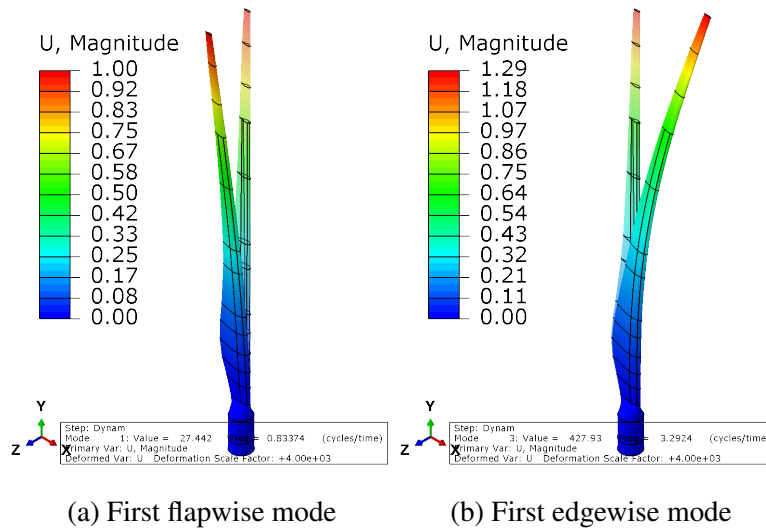 U, Magnitude
1.00
0.92
0.83
0.75
0.67
0.58
0.50
0.42
0.33
0.25
0.17
0.08
0.00
Y
Z X
Step: Dynam
Mode 1: Value = 27.442 Freq = 0.83374 (cycles/time)
Primary Var: U, Magnitude
Deformed Var: U Deformation Scale Factor: +4.00e+03
(a) First flapwise mode
U, Magnitude
1.29
1.18
1.07
0.97
0.86
0.75
0.64
0.54
0.43
0.32
0.21
0.11
0.00
Y
Z X
Step: Dynam
Mode 3: Value = 427.93 Freq = 3.2924 (cycles/time
Primary Var: U, Magnitude
Deformed Var: U Deformation Scale Factor: +4.00e+03
(b) First edgewise mode